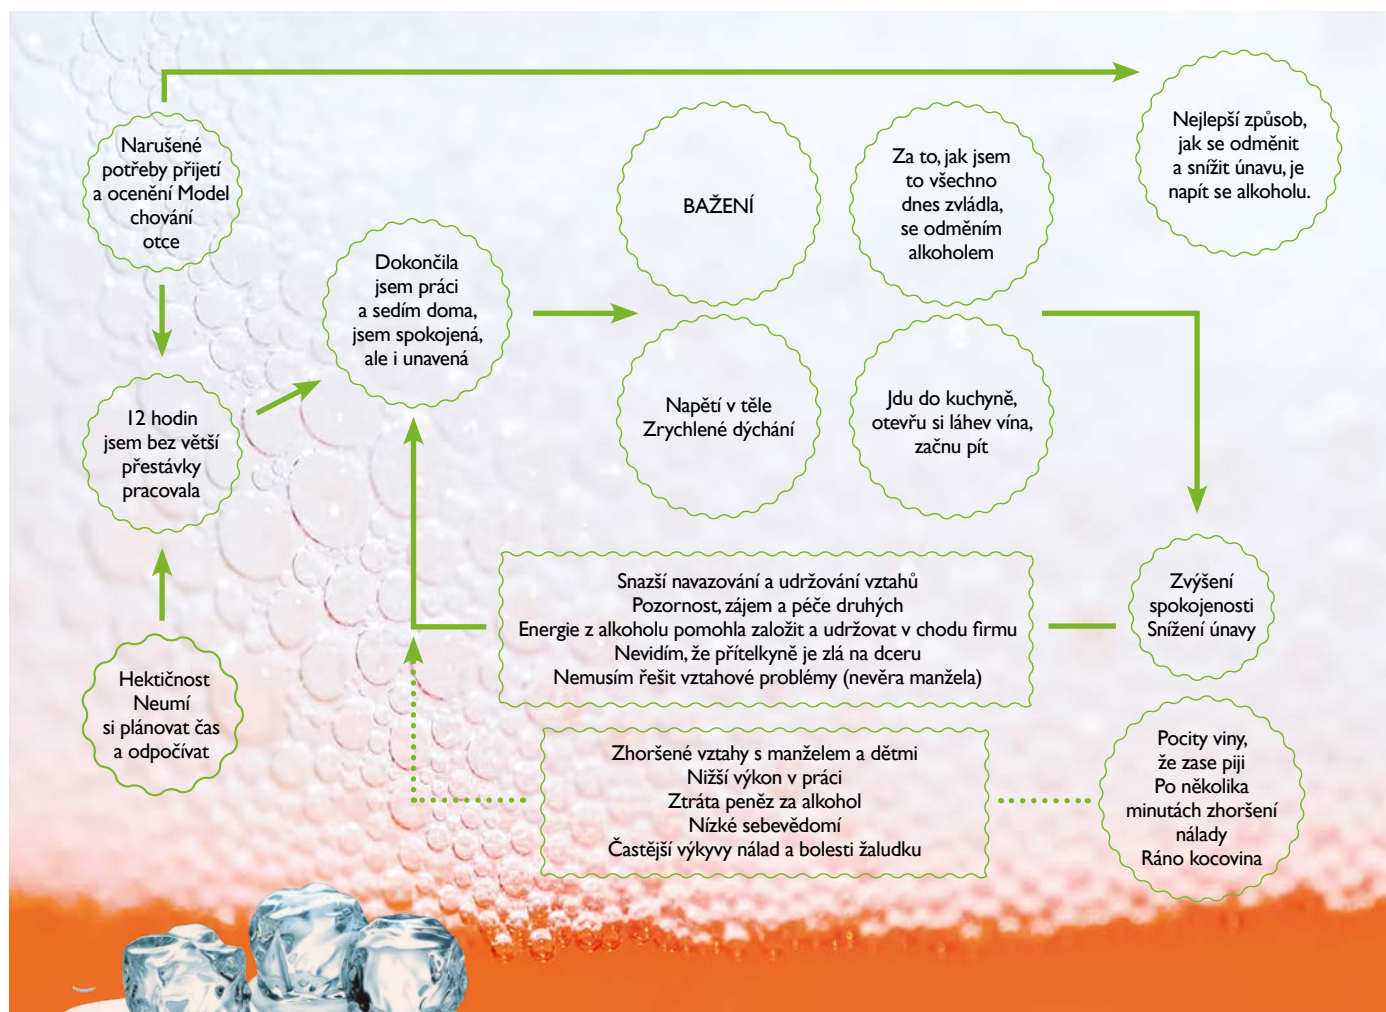 Narušené
potřeby přijetí
a ocenění Model
chování
otce
Nejlepší způsob,
jak se odměnit
a snížit únavu, je
napít se alkoholu.
BAŽENÍ
Za to, jak jsem
to všechno
dnes zvládla,
se odměním
alkoholem
Dokončila
jsem práci
a sedím doma,
jsem spokojená,
ale i unavená
12 hodin
jsem bez větší
přestávky
pracovala
Napětí v těle
Zrychlené dýchání
Jdu do kuchyně,
otevřu si láhev vína,
začnu pít
Hektičnost
Neumí
si plánovat čas
a odpočívat
Snazší navazování a udržování vztahů
Pozornost, zájem a péče druhých
Energie z alkoholu pomohla založit a udržovat v chodu firmu
Nevidím, že přítelkyně je zlá na dceru
Nemusím řešit vztahové problémy (nevěra manžela)
Zvýšení
spokojenosti
Snížení únavy
Zhoršené vztahy s manželem a dětmi
Nižší výkon v práci
Ztráta peněz za alkohol
Nízké sebevědomí
Častější výkyvy nálad a bolesti žaludku
Pocity viny,
že zase piji
Po několika
minutách zhoršení
nálady
Ráno kocovina